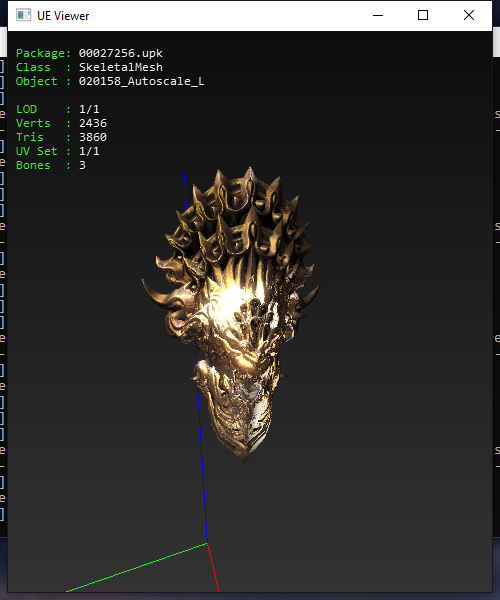 UE Viewer
Package: 00027256.upk
Class : SkeletalMesh
Object : 020158_Autoscale_L
LOD : 1/1
Verts : 2436
Tris : 3860
UV Set : 1/1
Bones : 3